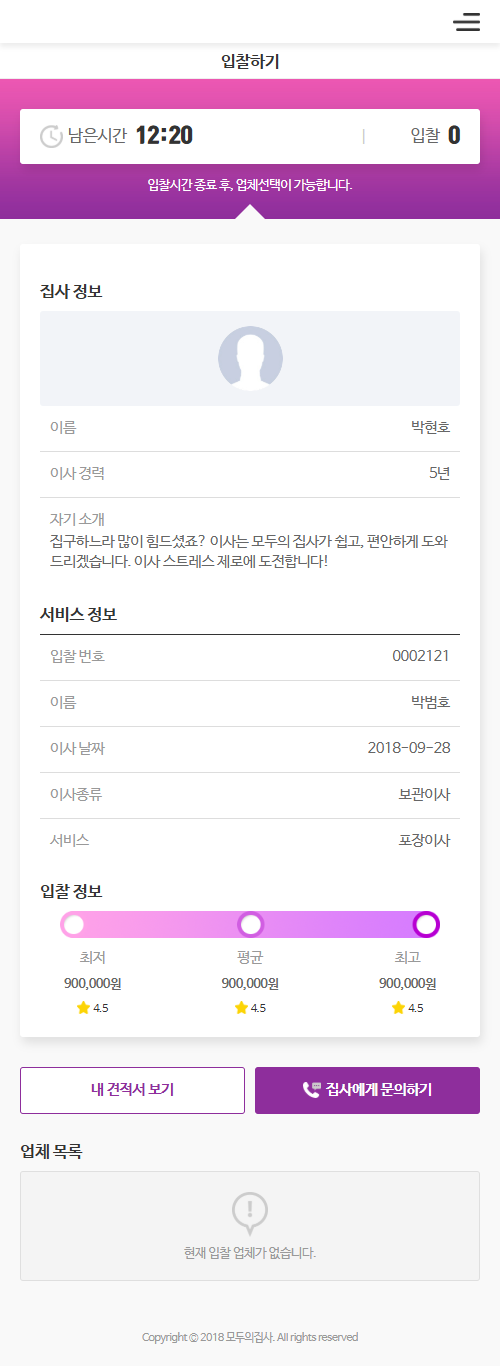 입찰하기
남은시간 12:20 | 입찰 0
입찰시간 종료 후, 업체선택이 가능합니다.
집사 정보
이름 박현호
이사 경력 5년
자기 소개
집구하느라 많이 힘드셨죠? 이사는 모두의 집사가 쉽고, 편안하게 도와
드리겠습니다. 이사 스트레스 제로에 도전합니다!
서비스 정보
입찰 번호 0002121
이름 박범호
이사 날짜 2018-09-28
이사종류 보관이사
서비스 포장이사
입찰 정보
최저 평균 최고
900,000원 900,000원 900,000원
4.5 4.5 4.5
내 견적서 보기 집사에게 문의하기
업체 목록
현재 입찰 업체가 없습니다.
Copyright © 2018 모두의집사. All rights reserved